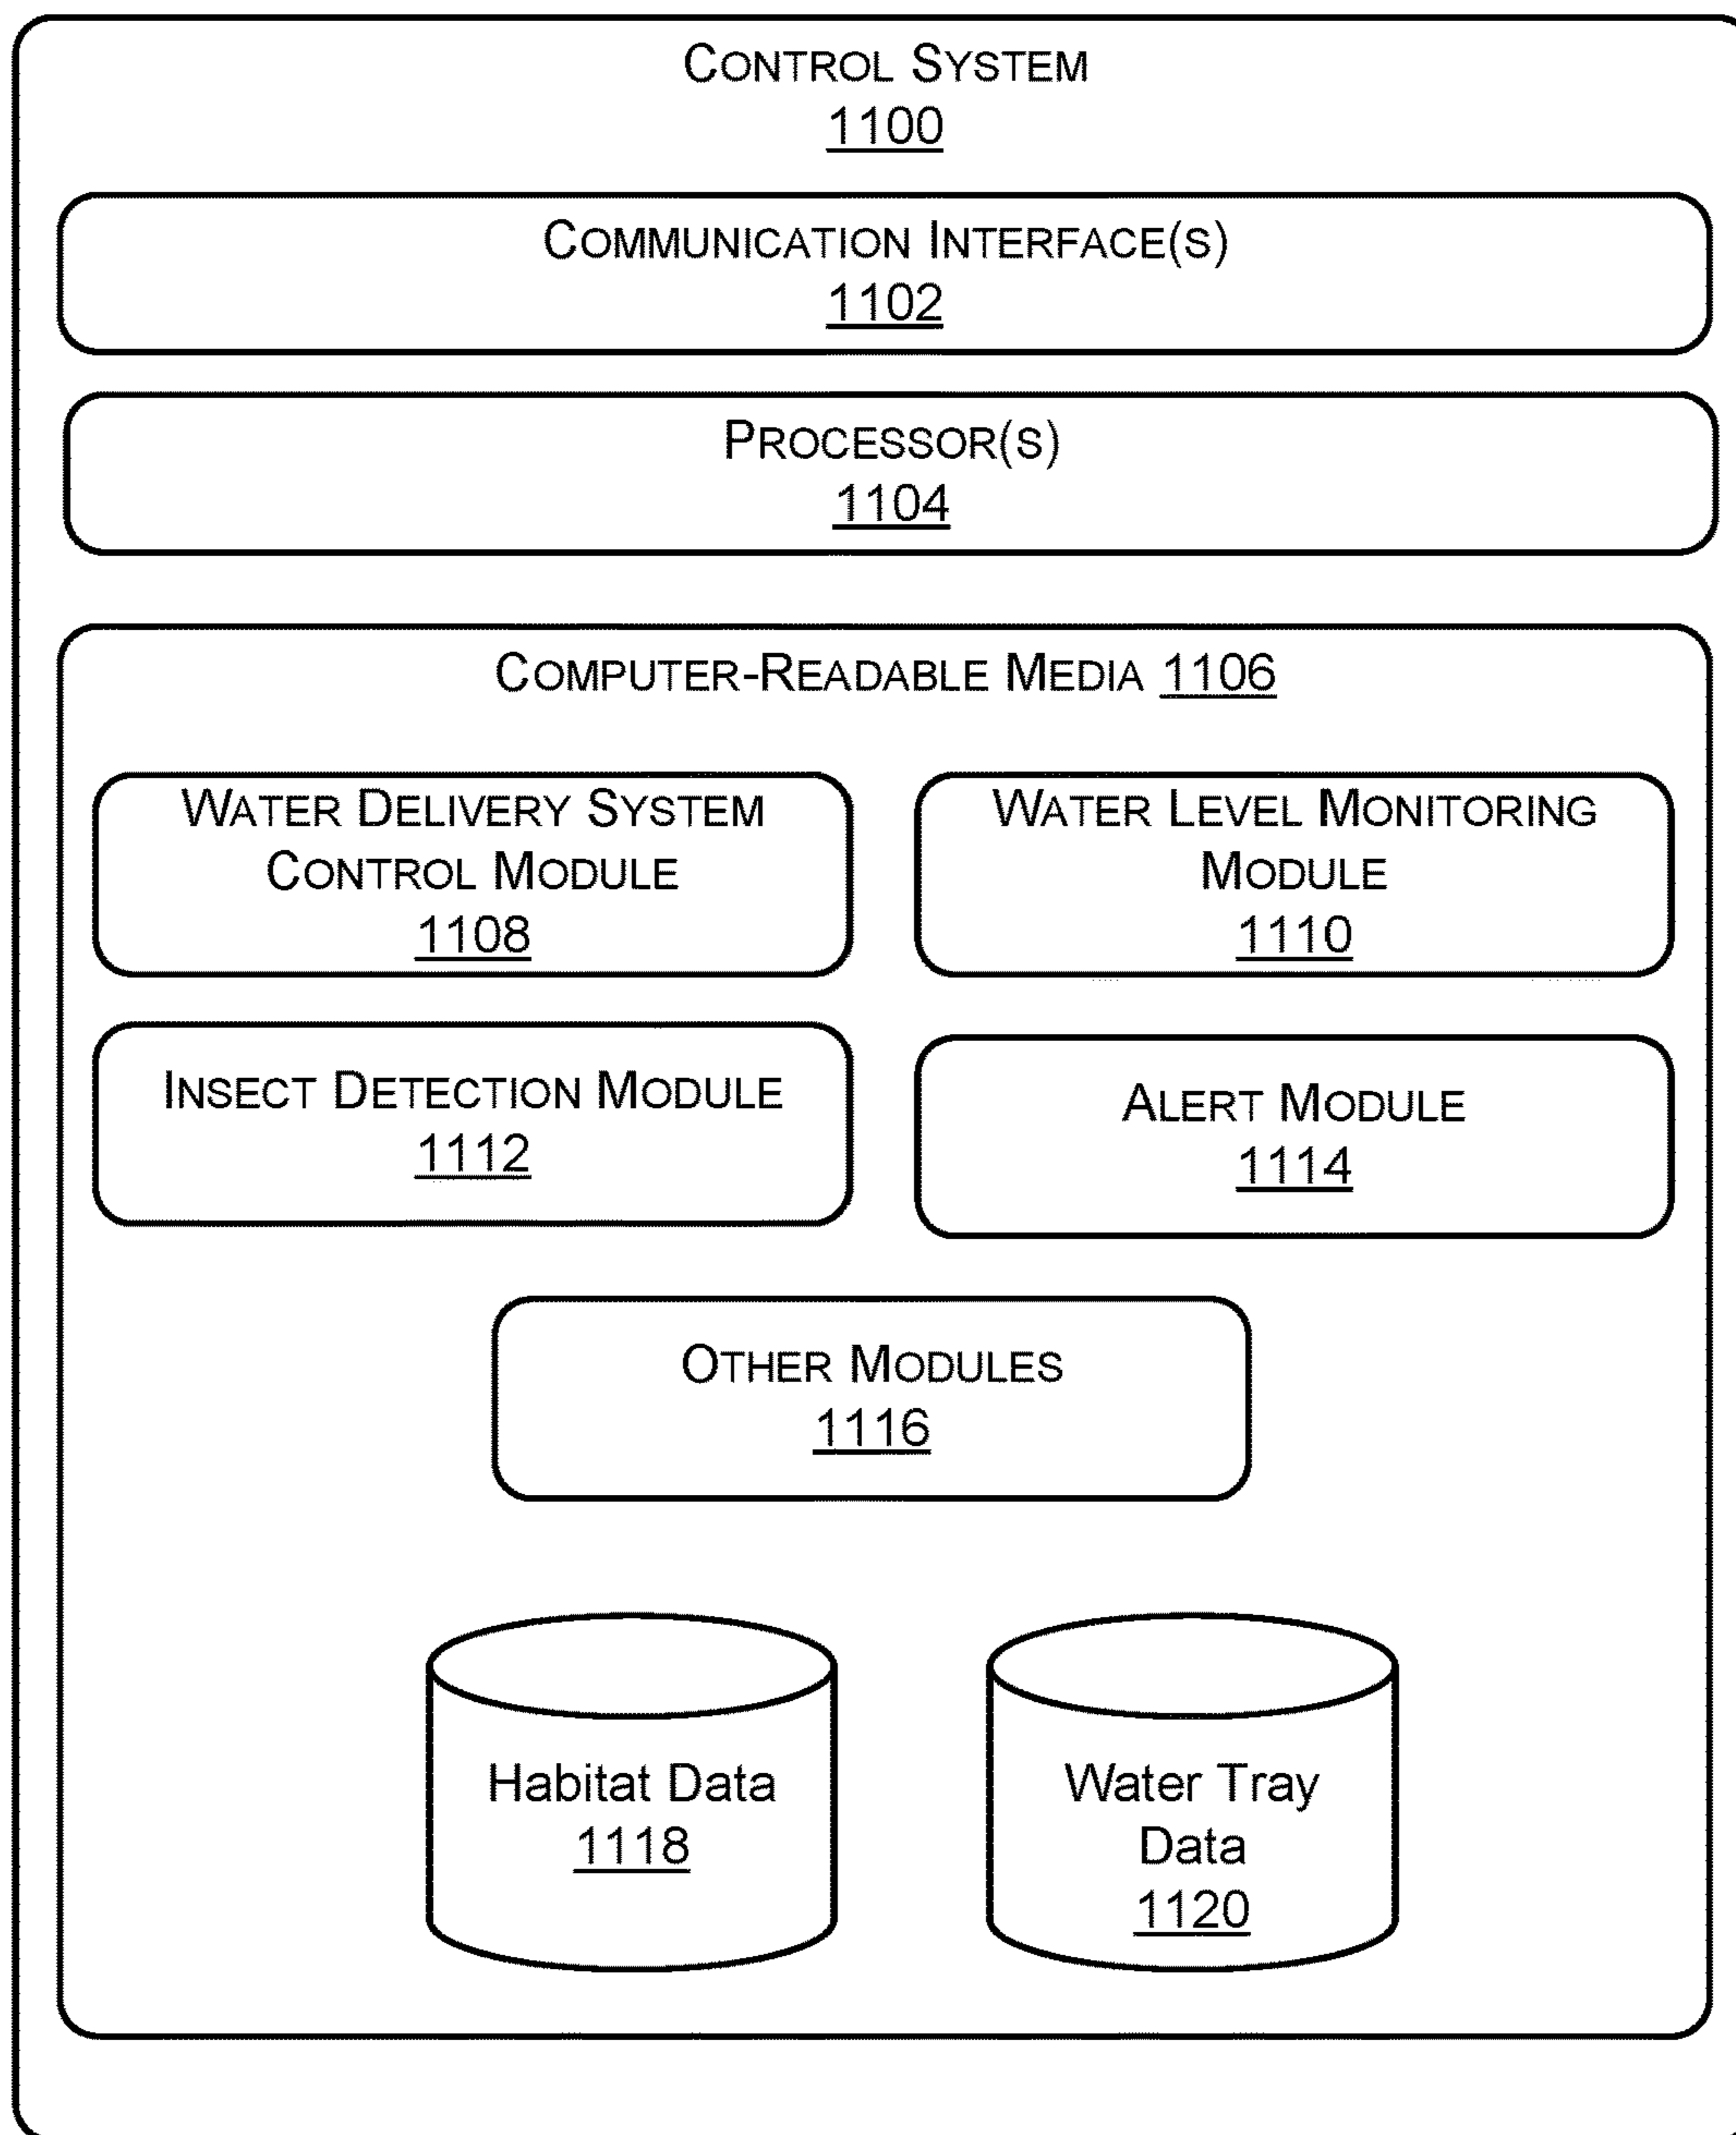 CONTROL SYSTEM
1100
COMMUNICATION INTERFACE(S)
1102
PROCESSOR(S)
1104
COMPUTER-READABLE MEDIA 1106
WATER DELIVERY SYSTEM
CONTROL MODULE
1108
WATER LEVEL MONITORING
MODULE
1110
INSECT DETECTION MODULE
1112
ALERT MODULE
1114
OTHER MODULES
1116
Habitat Data
1118
Water Tray
Data
1120